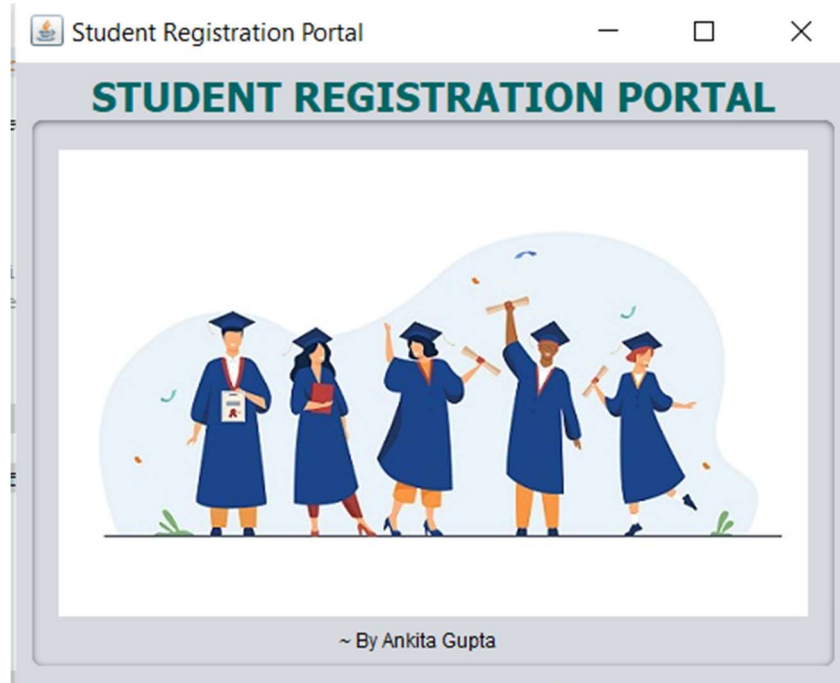 Student Registration Portal
STUDENT REGISTRATION PORTAL
~ By Ankita Gupta